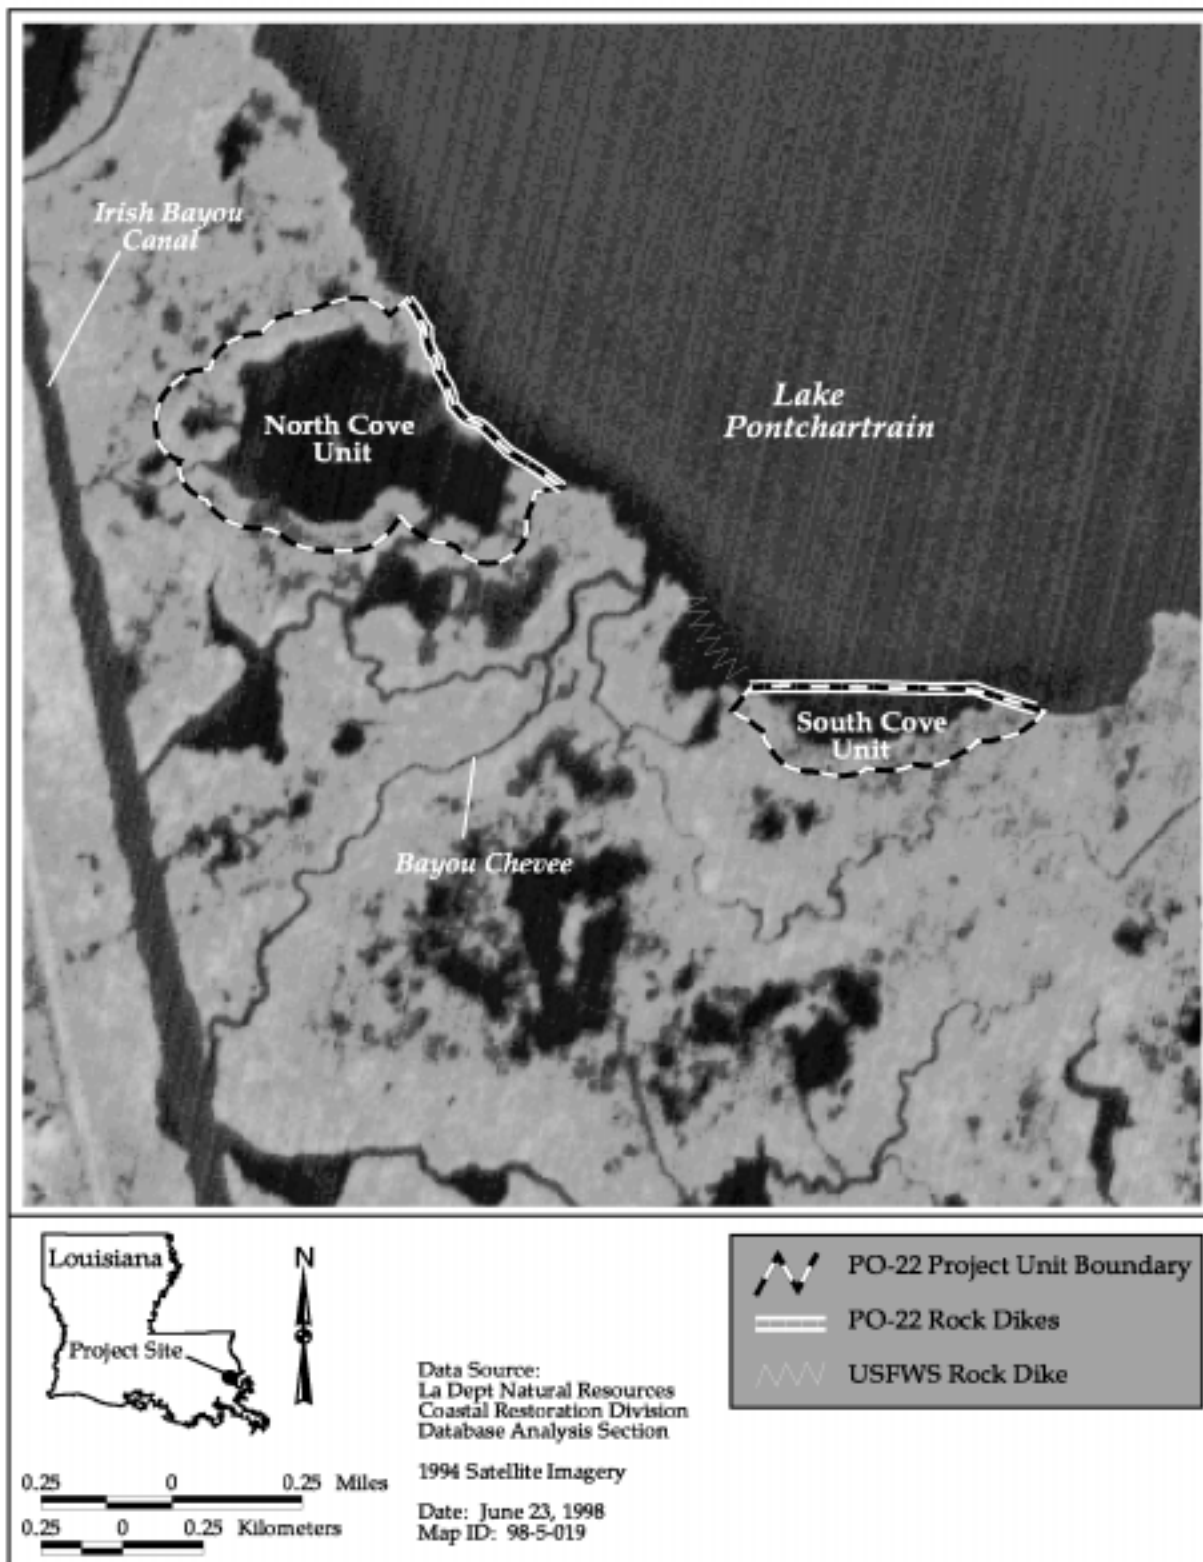 Irish Bayou
Canal
North Cove
Unit
Lake
Pontchartrain
South Cove
Unit
Bayou Chevee
Louisiana
Project Site
N
0.25 0 0.25 Miles
0.25 0 0.25 Kilometers
Data Source:
La Dept Natural Resources
Coastal Restoration Division
Database Analysis Section
1994 Satellite Imagery
Date: June 23, 1998
Map ID: 98-5-019
PO-22 Project Unit Boundary
PO-22 Rock Dikes
USFWS Rock Dike